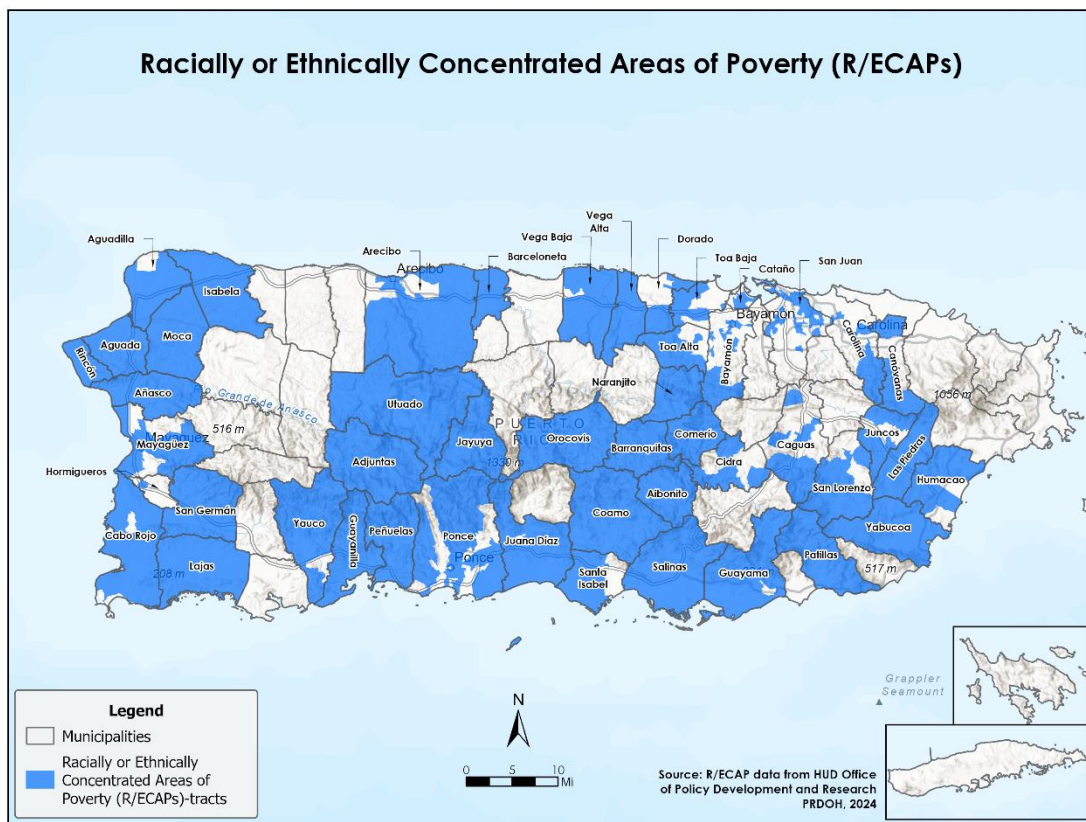 Racially or Ethnically Concentrated Areas of Poverty (R/ECAPs)
Vega
Alta
Aguadilla
Arecibo
Vega Baja
Dorado
Barceloneta
Toa Baja
San Juan
Cataño
Arecibo
Isabela
Bayamón
Carolina
Moca
Toa Alta
Bayamón
Carolina
Canóvanas
Aguada
Rincón
Naranjito
Añasco
Grande de Añasco
Utuado
1056 m
PUERTO
RICO
516 m
Mayagüez
Mayagüez
Jayuya
Orocovis
Barranquitas
Comerío
Caguas
Juncos
Las Piedras
Hormigueros
Adjuntas
1330 m
Cidra
Aibonito
San Lorenzo
Humacao
San Germán
Coamo
Cabo Rojo
Yauco
Guayanilla
Peñuelas
Ponce
Ponce
Juana Díaz
Yabucoa
Patillas
208 m
Lajas
Santa
Isabel
Salinas
Guayama
517 m
Grappler
Seamount
Legend
Municipalities
Racially or Ethnically
Concentrated Areas of
Poverty (R/ECAPs)-tracts
N
0 5 10
Mi
Source: R/ECAP data from HUD Office
of Policy Development and Research
PRDOH, 2024